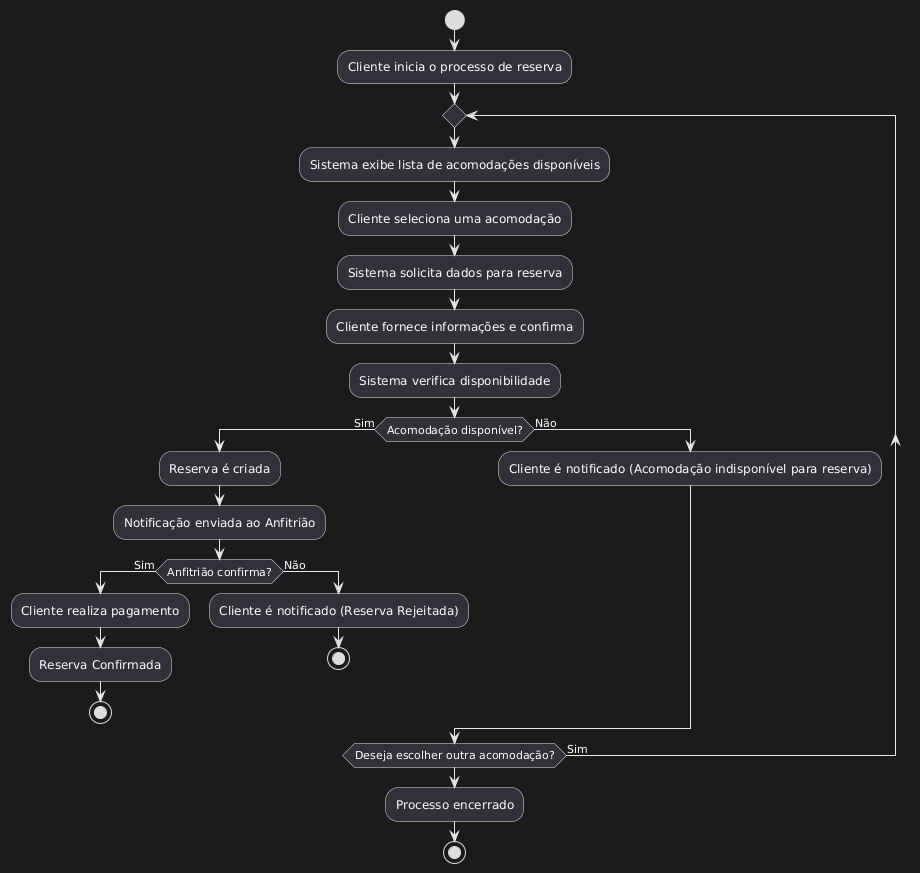 Cliente inicia o processo de reserva
Sistema exibe lista de acomodações disponíveis
Cliente seleciona uma acomodação
Sistema solicita dados para reserva
Cliente fornece informações e confirma
Sistema verifica disponibilidade
Sim
Acomodação disponível?
Não
Reserva é criada
Cliente é notificado (Acomodação indisponível para reserva)
Notificação enviada ao Anfitrião
Sim
Anfitrião confirma?
Não
Cliente realiza pagamento
Cliente é notificado (Reserva Rejeitada)
Reserva Confirmada
Deseja escolher outra acomodação?
Sim
Processo encerrado